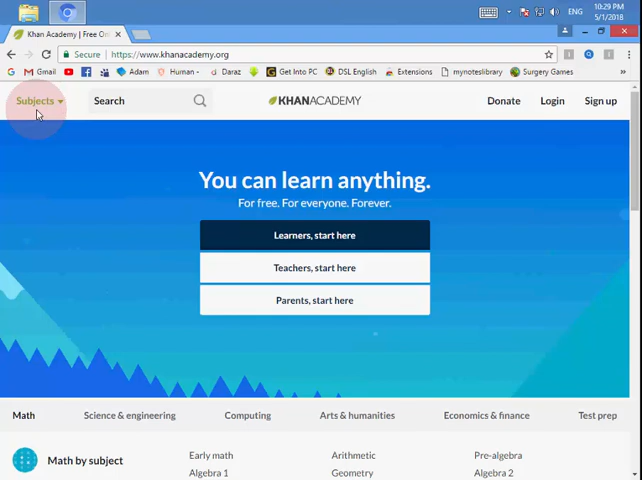 10:29 PM
ENG
5/1/2018
Khan Academy | Free On
Secure https://www.khanacademy.org
Gmail Adam Human - Daraz Get Into PC DSL English Extensions mynoteslibrary Surgery Games
Subjects Search KHANACADEMY Donate Login Sign up
You can learn anything.
For free. For everyone. Forever.
Learners, start here
Teachers, start here
Parents, start here
Math Science & engineering Computing Arts & humanities Economics & finance Test prep
Math by subject
Early math Arithmetic Pre-algebra
Algebra 1 Geometry Algebra 2